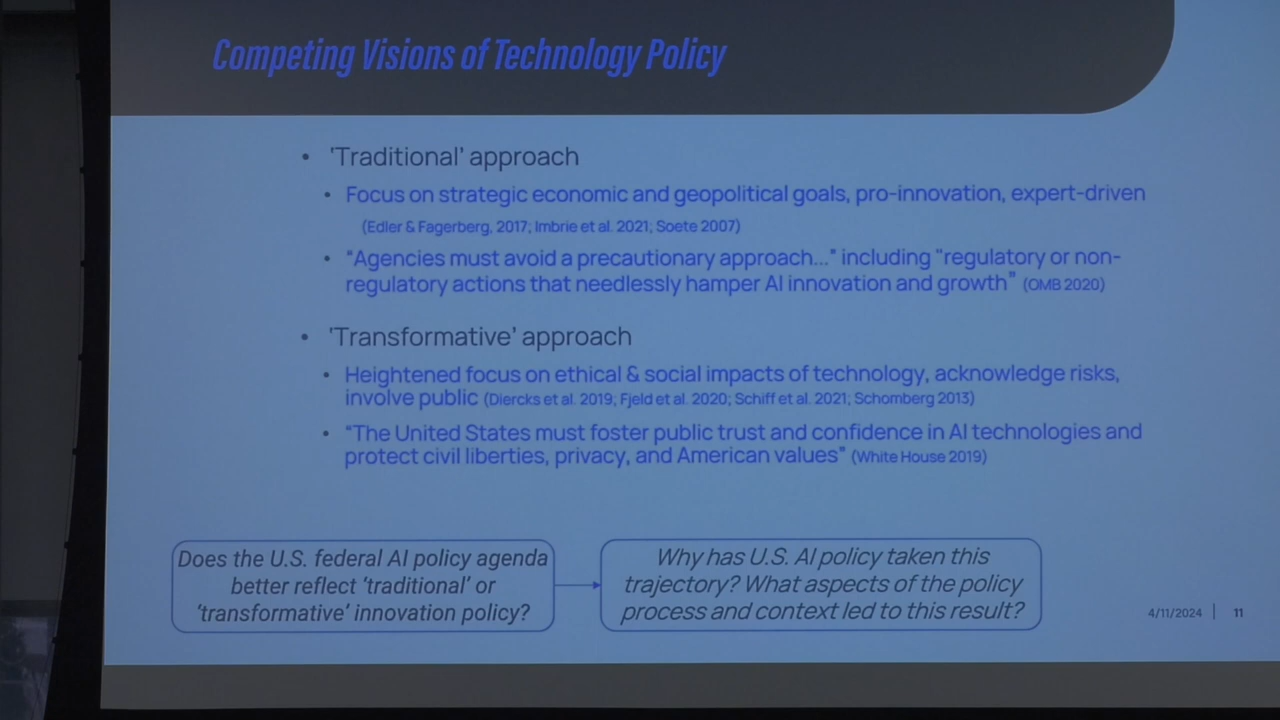 Competing Visions of Technology Policy
• ‘Traditional’ approach
• Focus on strategic economic and geopolitical goals, pro-innovation, expert-driven
(Edler & Fagerberg, 2017; Imbrie et al. 2021; Soete 2007)
• “Agencies must avoid a precautionary approach...” including "regulatory or non-
regulatory actions that needlessly hamper AI innovation and growth” (OMB 2020)
• ‘Transformative’ approach
• Heightened focus on ethical & social impacts of technology, acknowledge risks,
involve public (Diercks et al. 2019; Fjeld et al. 2020; Schiff et al. 2021; Schomberg 2013)
• “The United States must foster public trust and confidence in AI technologies and
protect civil liberties, privacy, and American values” (White House 2019)
Does the U.S. federal AI policy agenda
better reflect ‘traditional’ or
‘transformative’ innovation policy?
Why has U.S. AI policy taken this
trajectory? What aspects of the policy
process and context led to this result?
4/11/2024 | 11